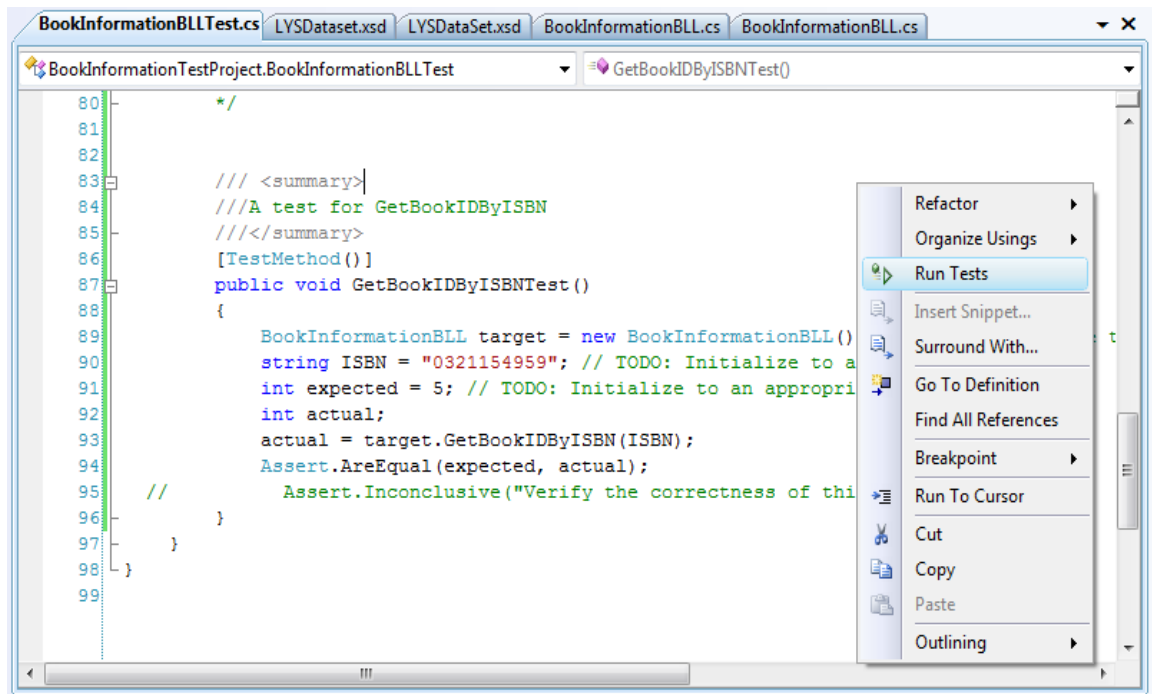 BookInformationBLLTest.cs LYSDataset.xsd LYSDataSet.xsd BookInformationBLL.cs BookInformationBLL.cs
BookInformationTestProject.BookInformationBLLTest GetBookIDByISBNTest()
80 */
81
82
83 /// <summary>
84 ///A test for GetBookIDByISBN
85 ///</summary>
86 [TestMethod()]
87 public void GetBookIDByISBNTest()
88 {
89 BookInformationBLL target = new BookInformationBLL() t
90 string ISBN = "0321154959"; // TODO: Initialize to a
91 int expected = 5; // TODO: Initialize to an appropri
92 int actual;
93 actual = target.GetBookIDByISBN(ISBN);
94 Assert.AreEqual(expected, actual);
95 // Assert.Inconclusive("Verify the correctness of thi
96 }
97 }
98 }
99
Refactor
Organize Usings
Run Tests
Insert Snippet...
Surround With...
Go To Definition
Find All References
Breakpoint
Run To Cursor
Cut
Copy
Paste
Outlining